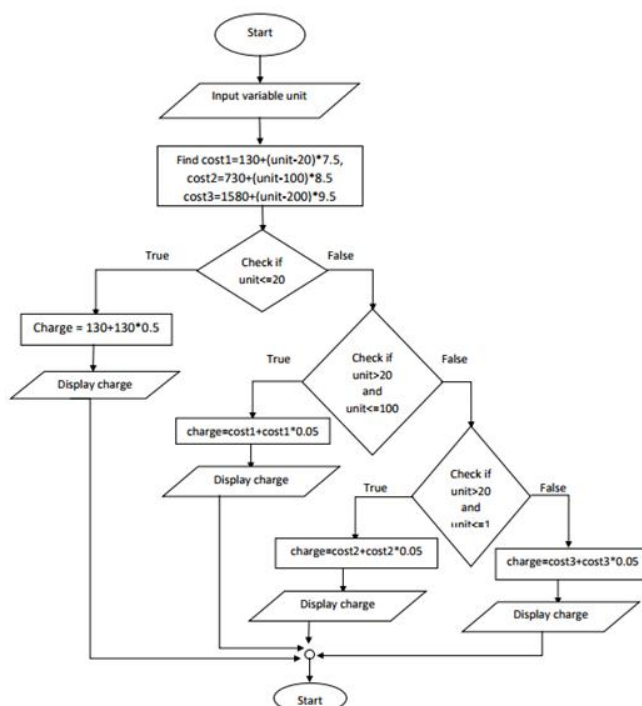 Start
Input variable unit
Find cost1=130+(unit-20)*7.5,
cost2=730+(unit-100)*8.5
cost3=1580+(unit-200)*9.5
True
False
Check if
unit<=20
Charge = 130+130*0.5
Display charge
True
False
Check if
unit>20
and
unit<=100
charge=cost1+cost1*0.05
Display charge
True
False
Check if
unit>20
and
unit<=1
charge=cost2+cost2*0.05
Display charge
charge=cost3+cost3*0.05
Display charge
Start